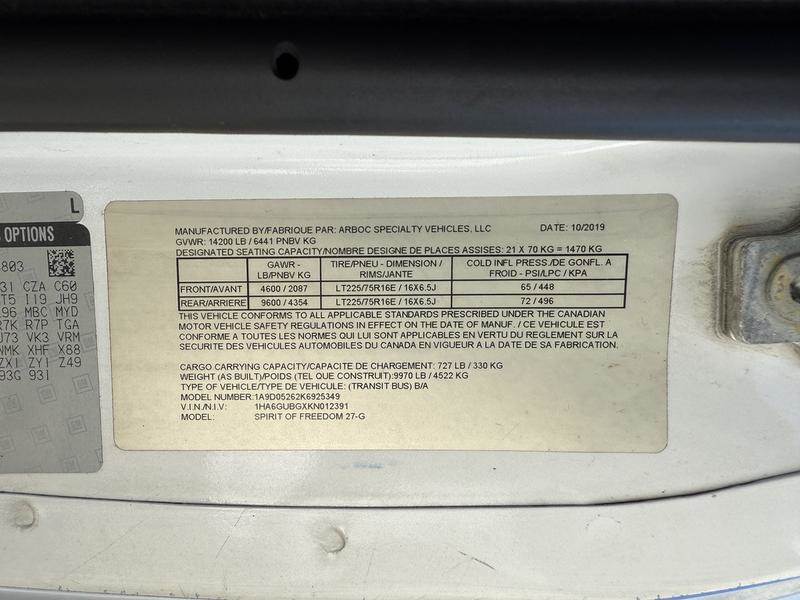 L
OPTIONS
803
3I CZA C60
T5 I19 JH9
96 MBC MYD
R7K R7P TGA
J73 VK3 VRM
NMK XHF X88
ZX1 ZY1 Z49
93G 93I
MANUFACTURED BY/FABRIQUE PAR: ARBOC SPECIALTY VEHICLES, LLC DATE: 10/2019
GVWR: 14200 LB / 6441 PNBV KG
DESIGNATED SEATING CAPACITY/NOMBRE DESIGNE DE PLACES ASSISES: 21 X 70 KG = 1470 KG
GAWR - LB/PNBV KG TIRE/PNEU - DIMENSION / RIMS/JANTE COLD INFL PRESS /DE GONFL. A FROID - PSI/LPC / KPA
FRONT/AVANT 4600 / 2087 LT225/75R16E / 16X6.5J 65 / 448
REAR/ARRIERE 9600 / 4354 LT225/75R16E / 16X6.5J 72 / 496
THIS VEHICLE CONFORMS TO ALL APPLICABLE STANDARDS PRESCRIBED UNDER THE CANADIAN
MOTOR VEHICLE SAFETY REGULATIONS IN EFFECT ON THE DATE OF MANUF. / CE VEHICULE EST
CONFORME A TOUTES LES NORMES QUI LUI SONT APPLICABLES EN VERTU DU REGLEMENT SUR LA
SECURITE DES VEHICULES AUTOMOBILES DU CANADA EN VIGUEUR A LA DATE DE SA FABRICATION.
CARGO CARRYING CAPACITY/CAPACITE DE CHARGEMENT: 727 LB / 330 KG
WEIGHT (AS BUILT)/POIDS (TEL QUE CONSTRUIT):9970 LB / 4522 KG
TYPE OF VEHICLE/TYPE DE VEHICULE: (TRANSIT BUS) B/A
MODEL NUMBER:1A9D05262K6925349
V.I.N./N.I.V: 1HA6GUBGXKN012391
MODEL: SPIRIT OF FREEDOM 27-G